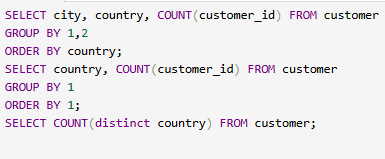 SELECT city, country, COUNT(customer_id) FROM customer
GROUP BY 1,2
ORDER BY country;
SELECT country, COUNT(customer_id) FROM customer
GROUP BY 1
ORDER BY 1;
SELECT COUNT(distinct country) FROM customer;